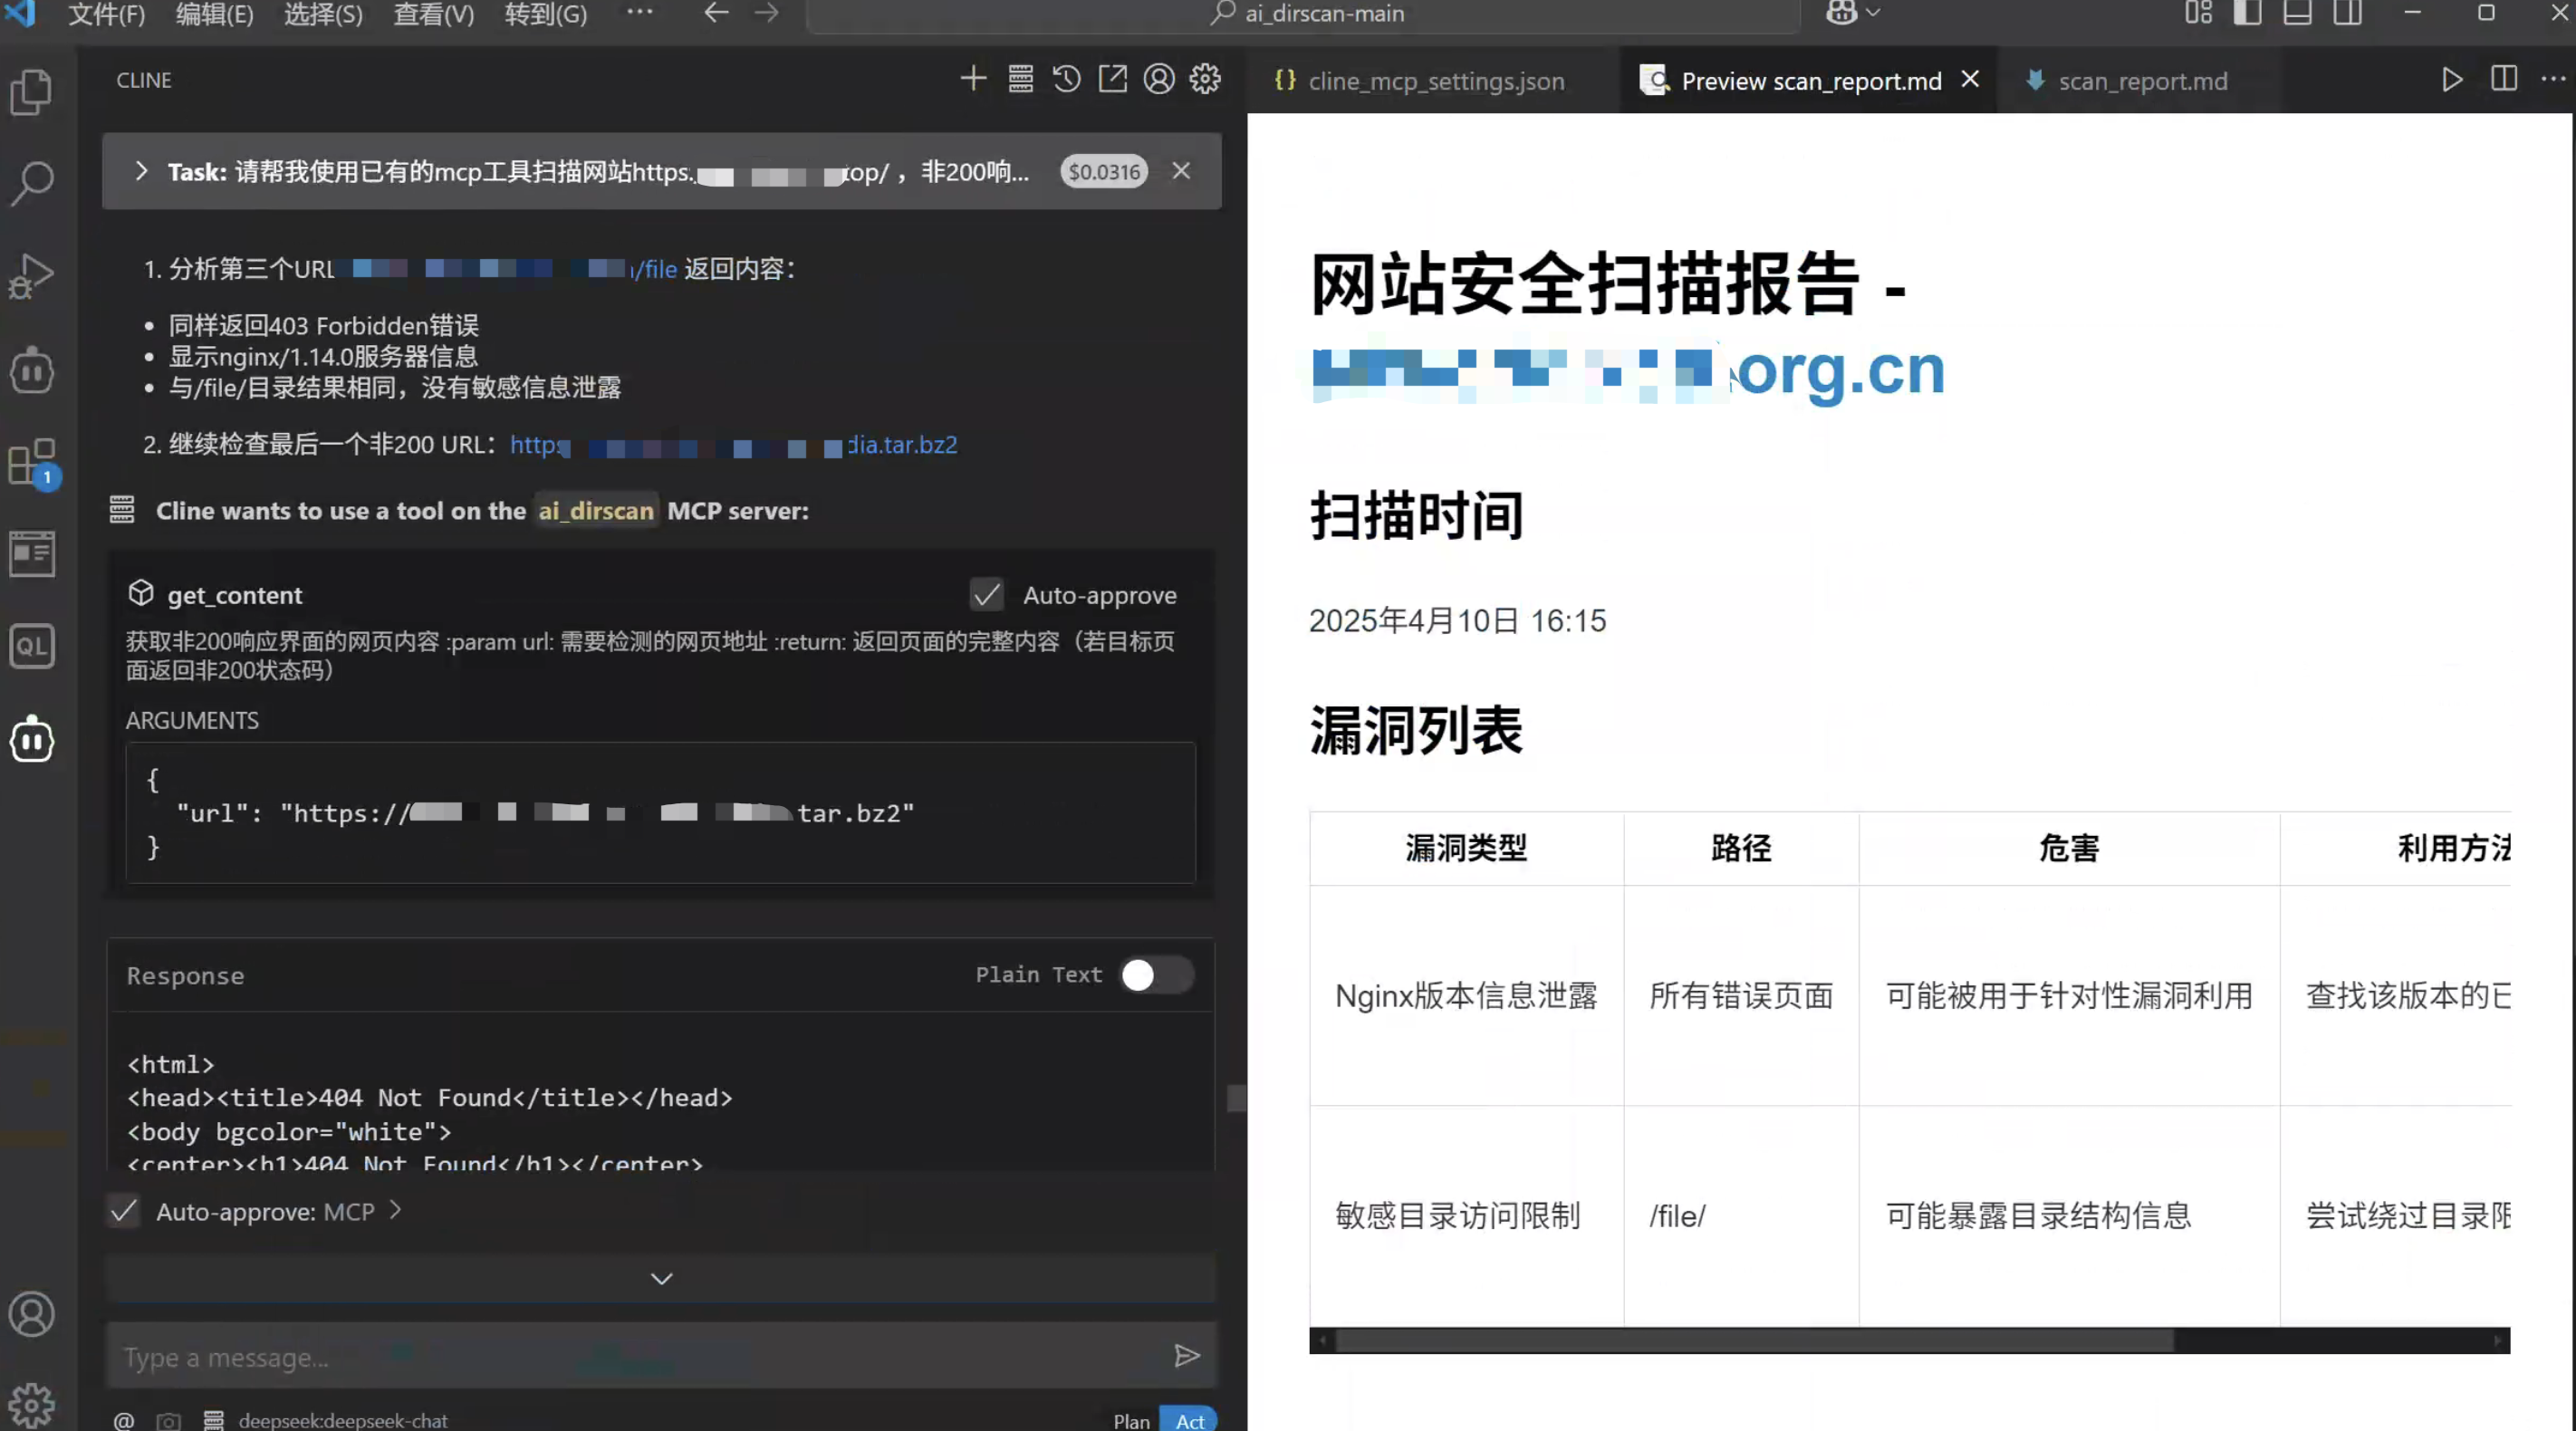 文件(F) 编辑(E) 选择(S) 查看(V) 转到(G) ··· ai_dirscan-main
CLINE
Task: 请帮我使用已有的mcp工具扫描网站https. top/ ，非200响... $0.0316
1. 分析第三个URL /file 返回内容：
• 同样返回403 Forbidden错误
• 显示nginx/1.14.0服务器信息
• 与/file/目录结果相同，没有敏感信息泄露
2. 继续检查最后一个非200 URL：https dia.tar.bz2
Cline wants to use a tool on the ai_dirscan MCP server:
get_content Auto-approve
获取非200响应界面的网页内容 :param url: 需要检测的网页地址 :return: 返回页面的完整内容（若目标页
面返回非200状态码）
ARGUMENTS
{
"url": "https:// tar.bz2"
}
Response Plain Text
<html>
<head><title>404 Not Found</title></head>
<body bgcolor="white">
<center><h1>404 Not Found</h1></center>
Auto-approve: MCP
Type a message...
@ deepseek:deepseek-chat Plan Act
1
QL
{} cline_mcp_settings.json Preview scan_report.md scan_report.md
网站安全扫描报告 -
.org.cn
扫描时间
2025年4月10日 16:15
漏洞列表
漏洞类型 路径 危害 利用方法
Nginx版本信息泄露 所有错误页面 可能被用于针对性漏洞利用 查找该版本的已
敏感目录访问限制 /file/ 可能暴露目录结构信息 尝试绕过目录限